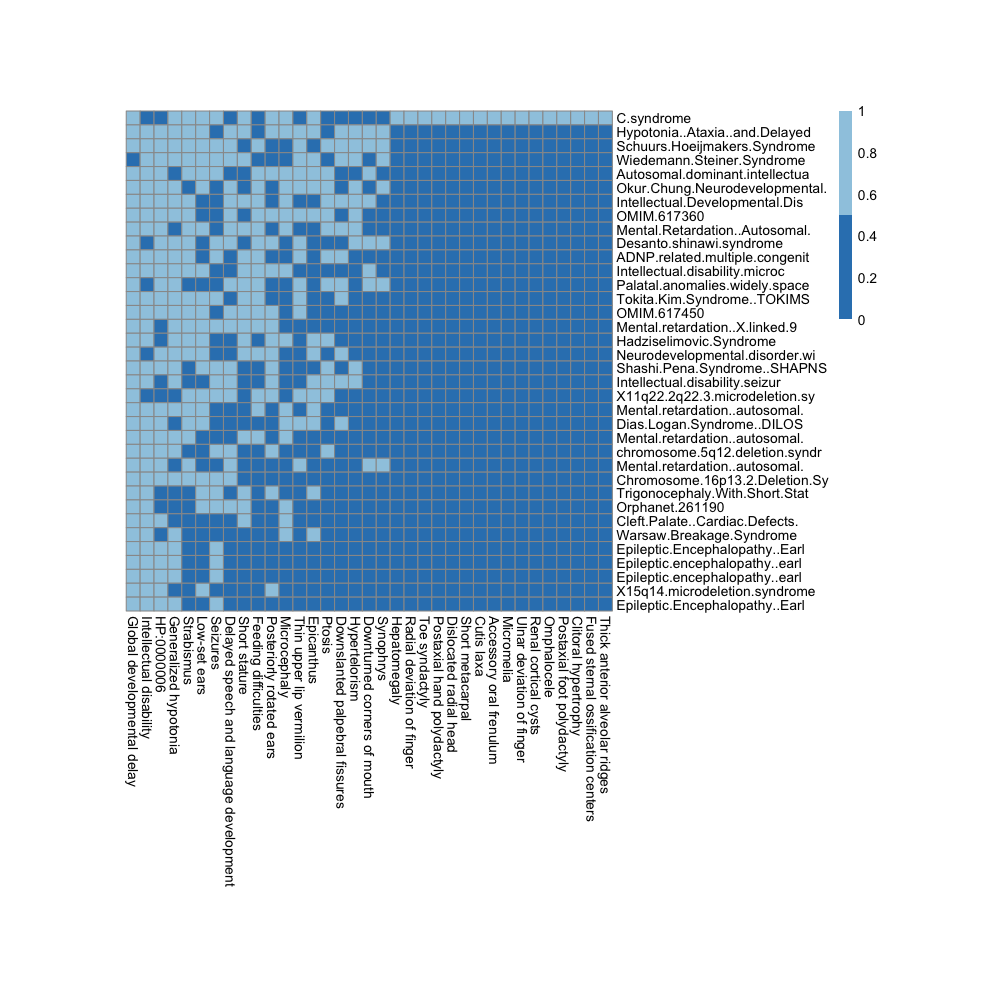 1
0.8
0.6
0.4
0.2
0
C.syndrome
Hypotonia..Ataxia..and.Delayed
Schuurs.Hoeijmakers.Syndrome
Wiedemann.Steiner.Syndrome
Autosomal.dominant.intellectua
Okur.Chung.Neurodevelopmental.
Intellectual.Developmental.Dis
OMIM.617360
Mental.Retardation..Autosomal.
Desanto.shinawi.syndrome
ADNP.related.multiple.congenit
Intellectual.disability.microc
Palatal.anomalies.widely.space
Tokita.Kim.Syndrome..TOKIMS
OMIM.617450
Mental.retardation..X.linked.9
Hadziselimovic.Syndrome
Neurodevelopmental.disorder.wi
Shashi.Pena.Syndrome..SHAPNS
Intellectual.disability.seizur
X11q22.2q22.3.microdeletion.sy
Mental.retardation..autosomal.
Dias.Logan.Syndrome..DILOS
Mental.retardation..autosomal.
chromosome.5q12.deletion.syndr
Mental.retardation..autosomal.
Chromosome.16p13.2.Deletion.Sy
Trigonocephaly.With.Short.Stat
Orphanet.261190
Cleft.Palate..Cardiac.Defects.
Warsaw.Breakage.Syndrome
Epileptic.Encephalopathy..Earl
Epileptic.encephalopathy..earl
Epileptic.encephalopathy..earl
X15q14.microdeletion.syndrome
Epileptic.Encephalopathy..Earl
Global developmental delay
Intellectual disability
HP:0000006
Generalized hypotonia
Strabismus
Low-set ears
Seizures
Delayed speech and language development
Short stature
Feeding difficulties
Posteriorly rotated ears
Microcephaly
Thin upper lip vermilion
Epicanthus
Ptosis
Downslanted palpebral fissures
Hypertelorism
Downturned corners of mouth
Synophrys
Hepatomegaly
Radial deviation of finger
Toe syndactyly
Postaxial hand polydactyly
Dislocated radial head
Short metacarpal
Cutis laxa
Accessory oral frenulum
Micromelia
Ulnar deviation of finger
Renal cortical cysts
Omphalocele
Postaxial foot polydactyly
Clitoral hypertrophy
Fused sternal ossification centers
Thick anterior alveolar ridges